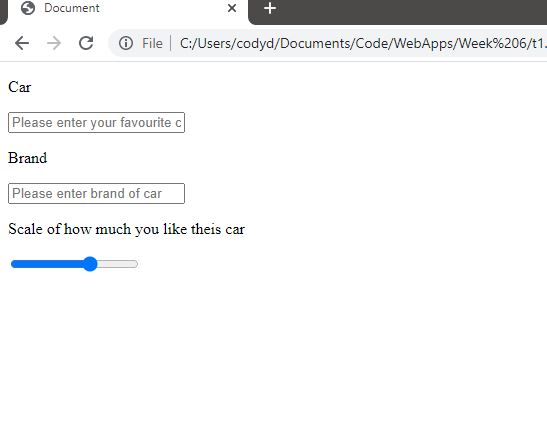 Document
File C:/Users/codyd/Documents/Code/WebApps/Week%206/t1.
Car
Please enter your favourite c
Brand
Please enter brand of car
Scale of how much you like theis car